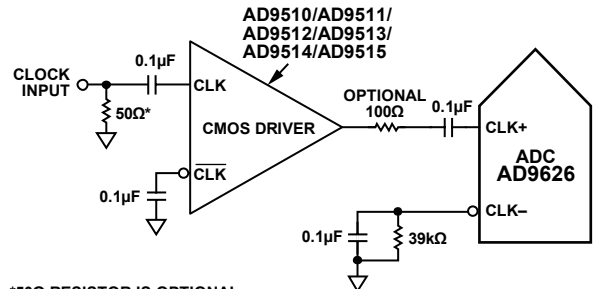 AD9510/AD9511/
AD9512/AD9513/
AD9514/AD9515
0.1µF
CLOCK
INPUT
50Ω*
CLK
CMOS DRIVER
CLK
0.1µF
OPTIONAL
100Ω
0.1µF
CLK+
ADC
AD9626
CLK–
0.1µF
39kΩ
*50Ω RESISTOR IS OPTIONAL